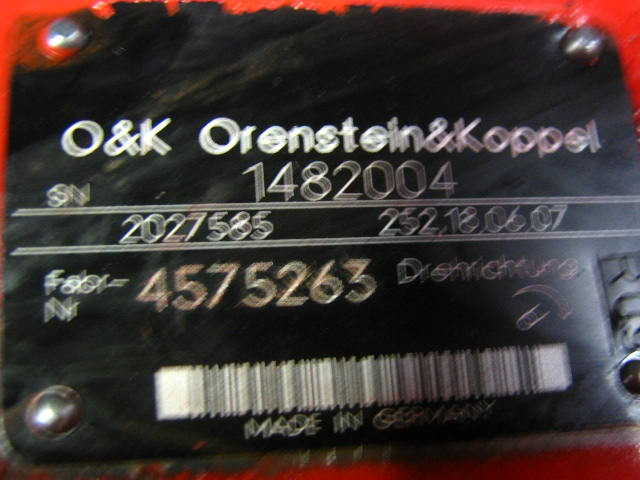 O&K Orenstein&Koppel
SN 1482004
2027585 252.18.06.07
Fabr-Nr 4575263 Drehrichtung
MADE IN GERMANY